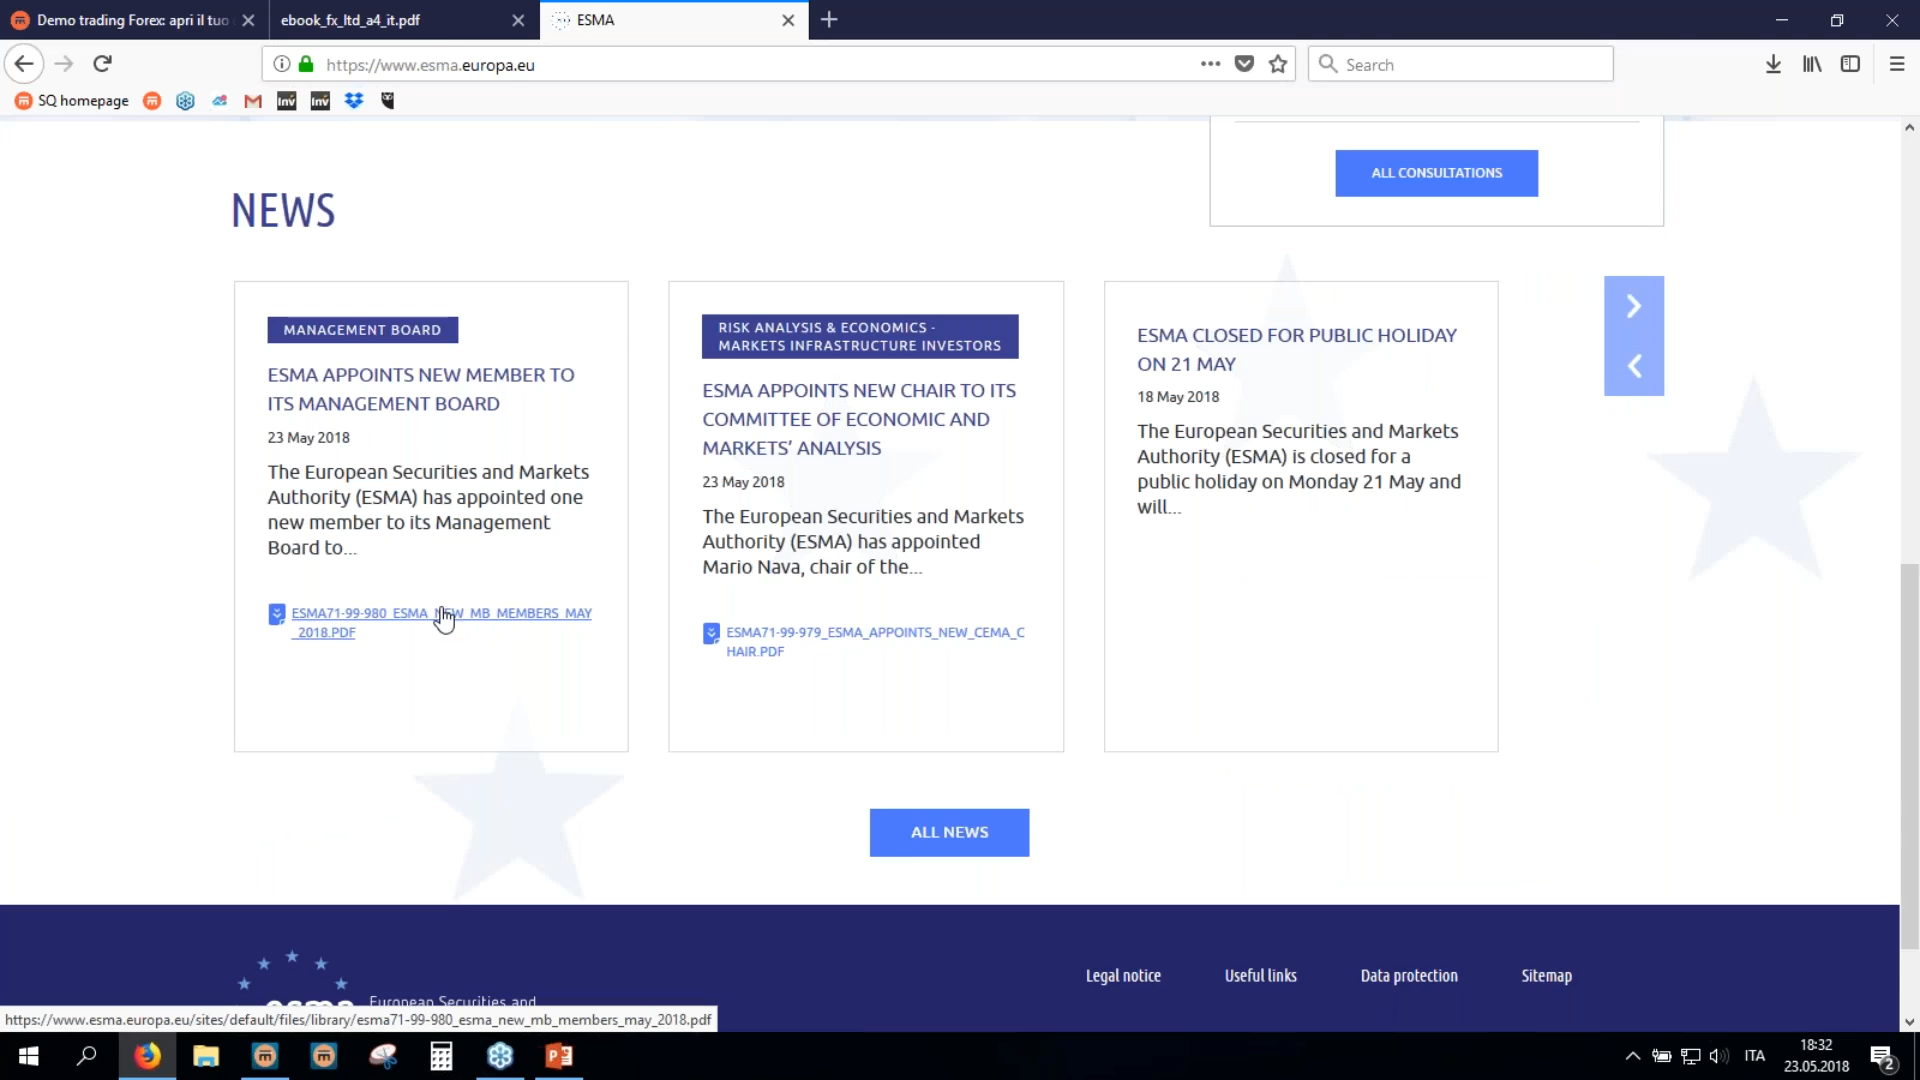 Demo trading Forex: apri il tuo
ebook_fx_ltd_a4_it.pdf
ESMA
https://www.esma.europa.eu
Search
SQ homepage
ALL CONSULTATIONS
NEWS
MANAGEMENT BOARD
ESMA APPOINTS NEW MEMBER TO
ITS MANAGEMENT BOARD
23 May 2018
The European Securities and Markets
Authority (ESMA) has appointed one
new member to its Management
Board to...
ESMA71-99-980_ESMA_NEW_MB_MEMBERS_MAY
_2018.PDF
RISK ANALYSIS & ECONOMICS -
MARKETS INFRASTRUCTURE INVESTORS
ESMA APPOINTS NEW CHAIR TO ITS
COMMITTEE OF ECONOMIC AND
MARKETS’ ANALYSIS
23 May 2018
The European Securities and Markets
Authority (ESMA) has appointed
Mario Nava, chair of the...
ESMA71-99-979_ESMA_APPOINTS_NEW_CEMA_C
HAIR.PDF
ESMA CLOSED FOR PUBLIC HOLIDAY
ON 21 MAY
18 May 2018
The European Securities and Markets
Authority (ESMA) is closed for a
public holiday on Monday 21 May and
will...
ALL NEWS
Legal notice
Useful links
Data protection
Sitemap
esma
European Securities and
https://www.esma.europa.eu/sites/default/files/library/esma71-99-980_esma_new_mb_members_may_2018.pdf
ITA
18:32
23.05.2018
2